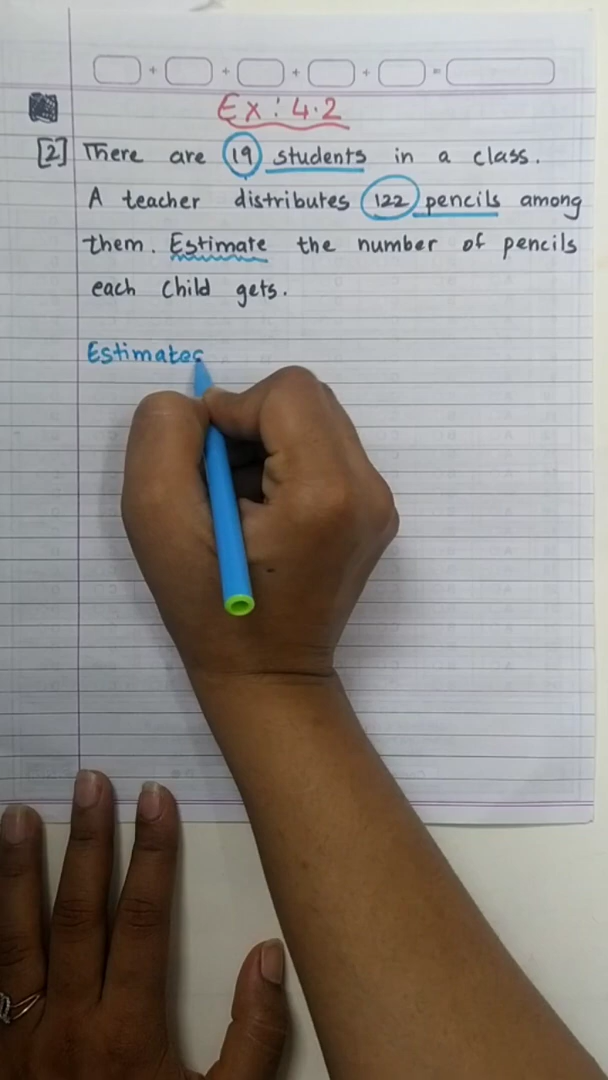 + + + + =
Ex: 4.2
[2] There are 19 students in a class.
A teacher distributes 122 pencils among
them. Estimate the number of pencils
each child gets.
Estimates